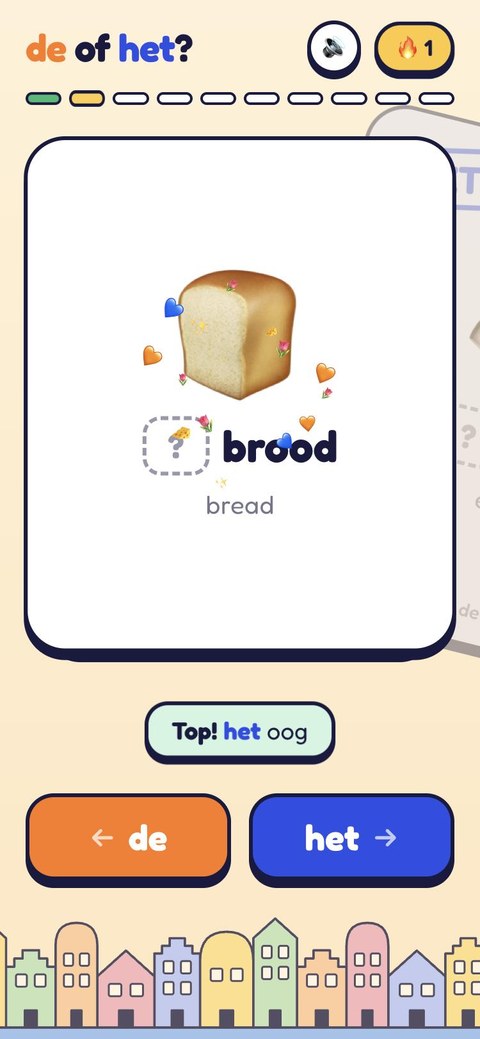 de of het?
1
? brood
bread
Top! het oog
← de
het →